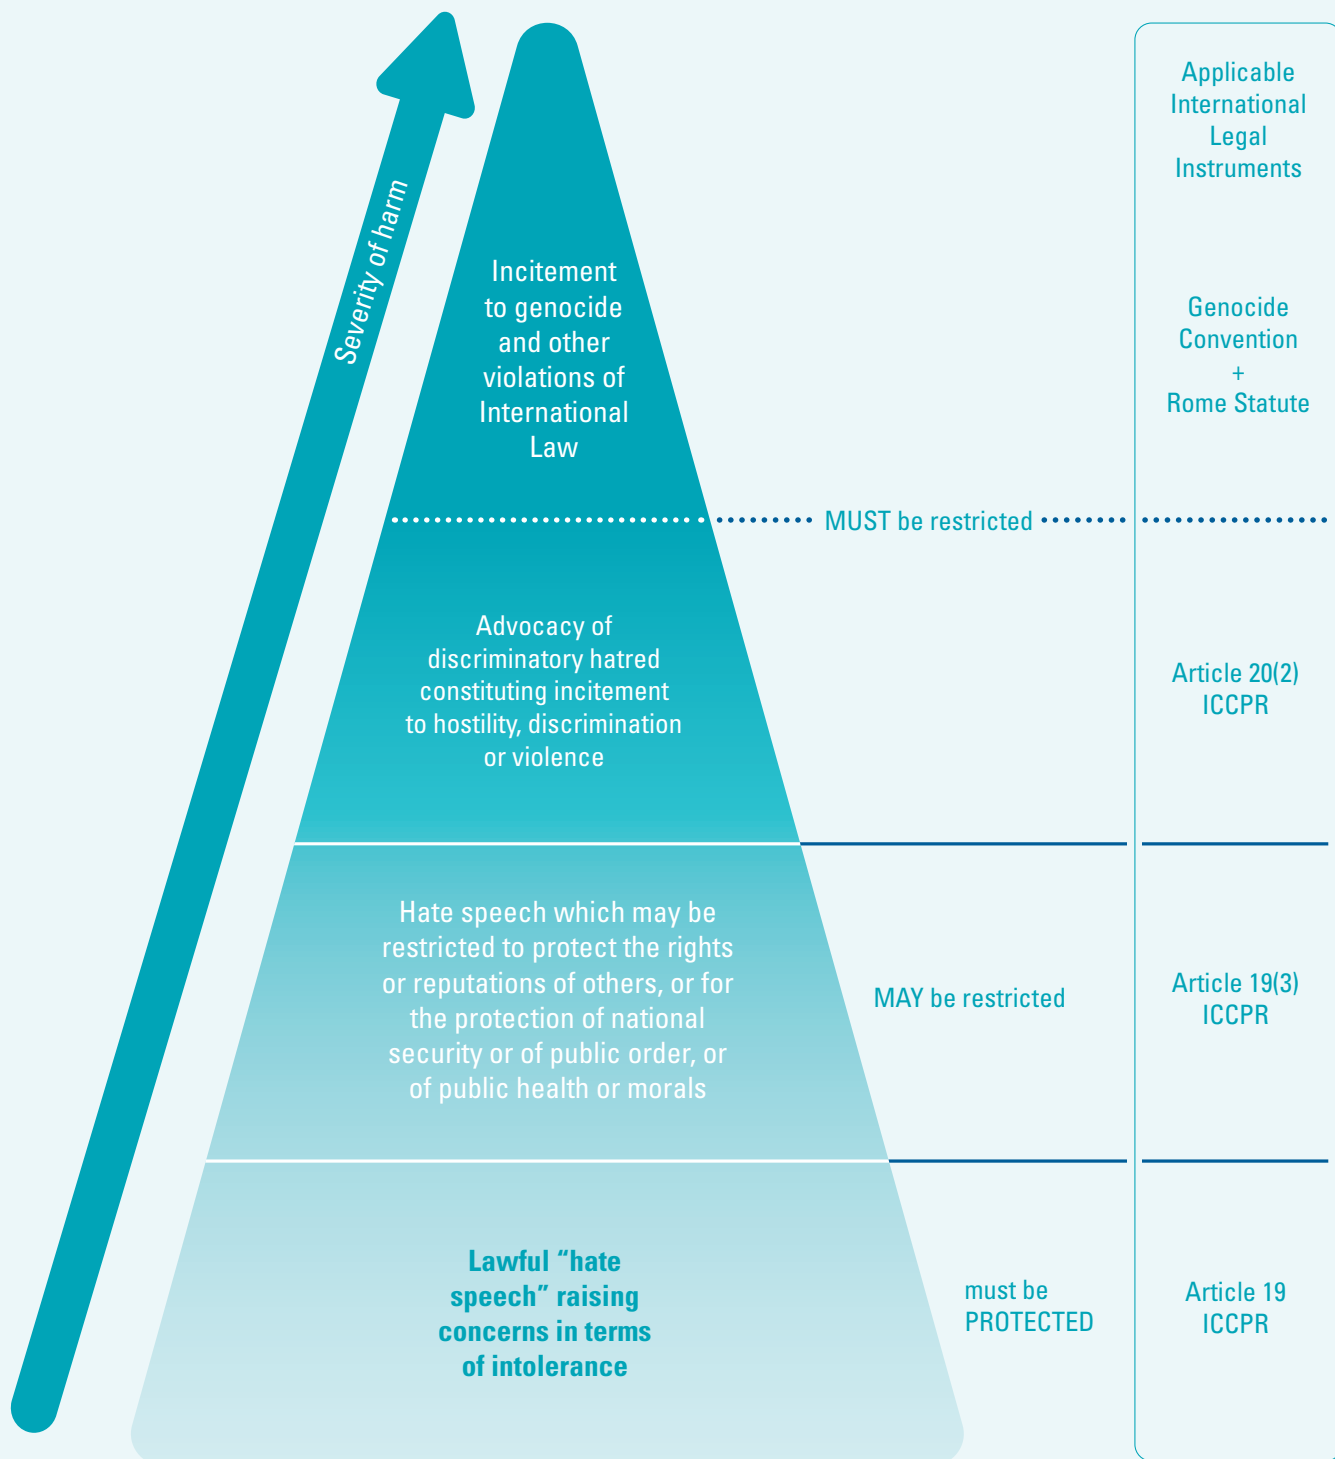 Severity of harm
Applicable
International
Legal
Instruments
Incitement
to genocide
and other
violations of
International
Law
Genocide
Convention
+
Rome Statute
MUST be restricted
Advocacy of
discriminatory hatred
constituting incitement
to hostility, discrimination
or violence
Article 20(2)
ICCPR
Hate speech which may be
restricted to protect the rights
or reputations of others, or for
the protection of national
security or of public order, or
of public health or morals
MAY be restricted
Article 19(3)
ICCPR
Lawful “hate
speech” raising
concerns in terms
of intolerance
must be
PROTECTED
Article 19
ICCPR